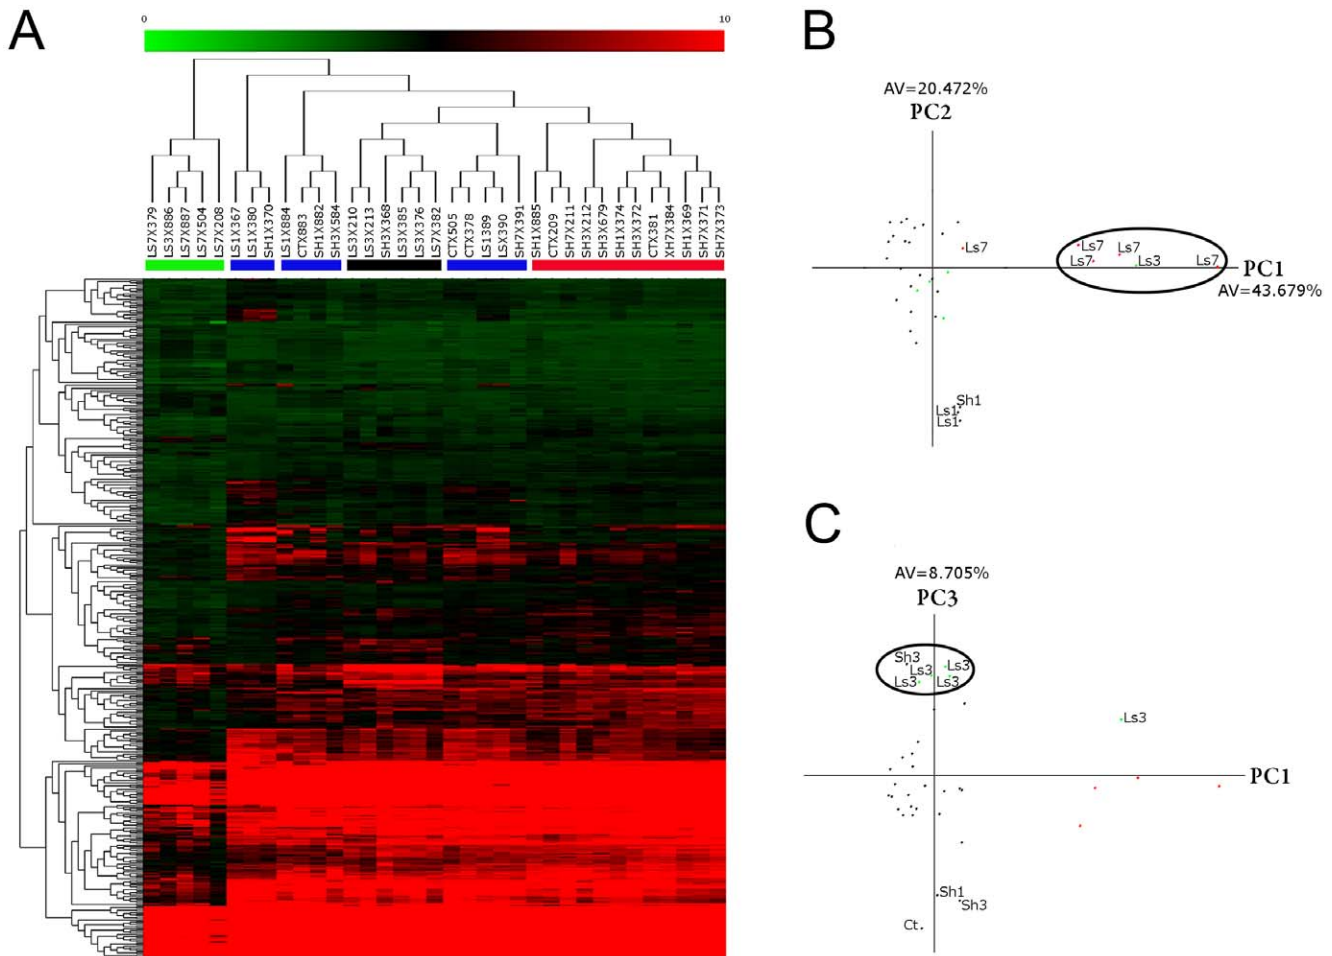 A
0
10
LS7X379
LS3X886
LS7X887
LS7X504
LS7X208
LS1X367
LS1X380
SH1X370
LS1X884
CTX883
SH1X882
SH3X584
LS3X210
LS3X213
SH3X368
LS3X385
LS3X376
LS7X382
CTX505
CTX378
LS1389
LSX390
SH7X391
SH1X885
CTX209
SH7X211
SH3X212
SH3X679
SH1X374
SH3X372
CTX381
XH7X384
SH1X369
SH7X371
SH7X373
B
AV=20.472%
PC2
Ls7
Ls7
Ls7
Ls7
Ls3
Ls7
PC1
AV=43.679%
Sh1
Ls1
Ls1
C
AV=8.705%
PC3
Sh3
Ls3
Ls3
Ls3
Ls3
Ls3
PC1
Sh1
Sh3
Ct